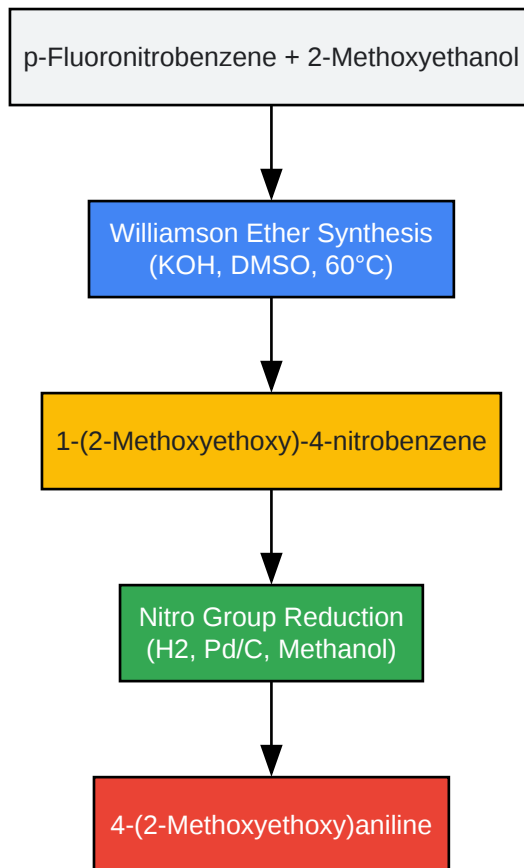 p-Fluoronitrobenzene + 2-Methoxyethanol
Williamson Ether Synthesis
(KOH, DMSO, 60°C)
1-(2-Methoxyethoxy)-4-nitrobenzene
Nitro Group Reduction
(H2, Pd/C, Methanol)
4-(2-Methoxyethoxy)aniline